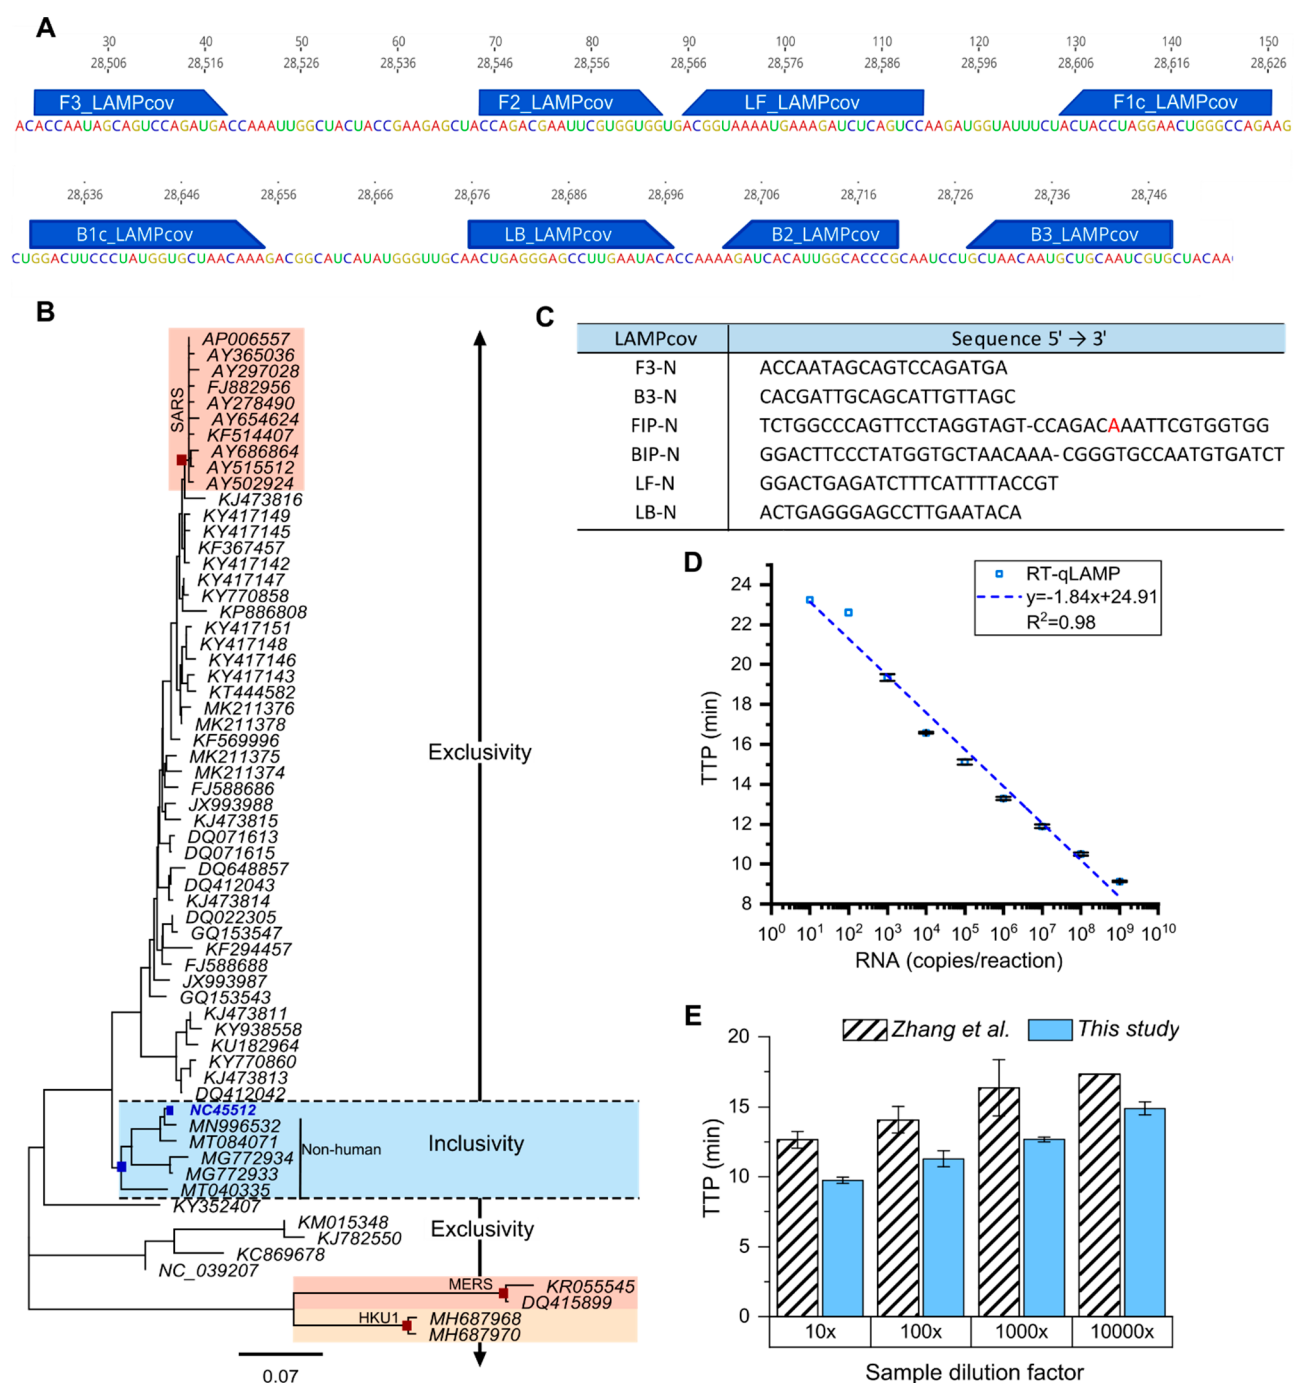 A
30 40 50 60 70 80 90 100 110 120 130 140 150
28,506 28,516 28,526 28,536 28,546 28,556 28,566 28,576 28,586 28,596 28,606 28,616 28,626
F3_LAMPcov F2_LAMPcov LF_LAMPcov F1c_LAMPcov
ACACCAAUAGCAGUCCAGAUGACCAAAUUGGCUACUACCGAAGAGCUACCAGACGAAUUCGUGGUGGUGACGGUAAAAUGAAAGAUCUCAGUCCAAGAUGGUAUUUCUACUACCUAGGAACUGGGCCAGAAG
28,636 28,646 28,656 28,666 28,676 28,686 28,696 28,706 28,716 28,726 28,736 28,746
B1c_LAMPcov LB_LAMPcov B2_LAMPcov B3_LAMPcov
CUGGACUUCCCUAUGGUGCUAACAAAGACGGCAUCAUAUGGGUUGCAACUGAGGGAGCCUUGAAUACACCAAAAGAUCACAUUGGCACCCGCAAUCCUGCUAACAAUGCUGCAAUCGUGCUACAA
B
SARS
AP006557
AY365036
AY297028
FJ882956
AY278490
AY654624
KF514407
AY686864
AY515512
AY502924
KJ473816
KY417149
KY417145
KF367457
KY417142
KY417147
KY770858
KP886808
KY417151
KY417148
KY417146
KY417143
KT444582
MK211376
MK211378
KF569996
MK211375
MK211374
FJ588686
JX993988
KJ473815
DQ071613
DQ071615
DQ648857
DQ412043
KJ473814
DQ022305
GQ153547
KF294457
FJ588688
JX993987
GQ153543
KJ473811
KY938558
KU182964
KY770860
KJ473813
DQ412042
NC45512
MN996532
MT084071
MG772934
MG772933
MT040335
KY352407
KM015348
KJ782550
KC869678
NC_039207
MERS
KR055545
DQ415899
HKU1
MH687968
MH687970
Exclusivity
Non-human
Inclusivity
Exclusivity
0.07
C
LAMPcov Sequence 5' → 3'
F3-N ACCAATAGCAGTCCAGATGA
B3-N CACGATTGCAGCATTGTTAGC
FIP-N TCTGGCCCAGTTCCTAGGTAGT-CCAGACAAATTCGTGGTGG
BIP-N GGACTTCCCTATGGTGCTAACAAA-CGGGTGCCAATGTGATCT
LF-N GGACTGAGATCTTTCATTTTACCGT
LB-N ACTGAGGGAGCCTTGAATACA
D
RT-qLAMP
y=-1.84x+24.91
R²=0.98
TTP (min)
24
22
20
18
16
14
12
10
8
10⁰ 10¹ 10² 10³ 10⁴ 10⁵ 10⁶ 10⁷ 10⁸ 10⁹ 10¹⁰
RNA (copies/reaction)
E
Zhang et al. This study
TTP (min)
20
15
10
5
0
10x 100x 1000x 10000x
Sample dilution factor